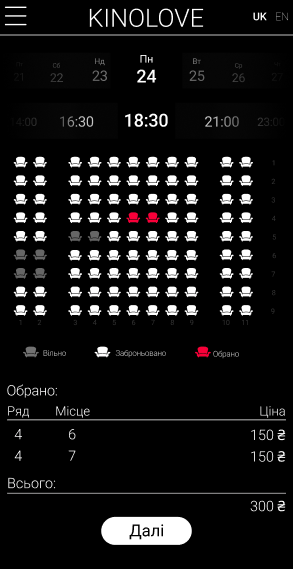 KINOLOVE UK EN
Сб Нд Пн Вт Ср
21 22 23 24 25 26
14:00 16:30 18:30 21:00 23:00
1
2
3
4
5
6
7
8
9
1 2 3 4 5 6 7 8 9 10 11
Вільно Заброньовано Обрано
Обрано:
Ряд Місце Ціна
4 6 150 ₴
4 7 150 ₴
Всього:
300 ₴
Далі